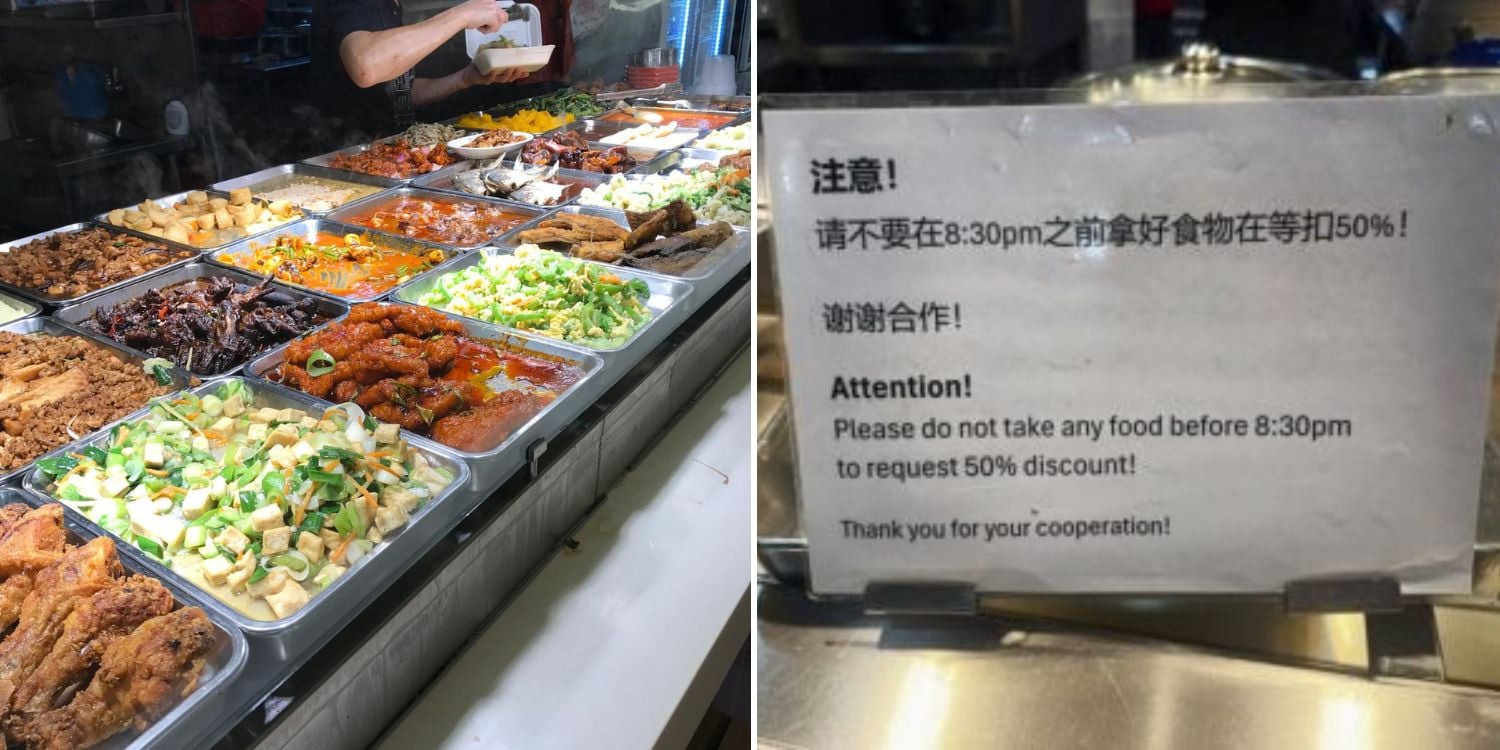 注意！
请不要在8:30pm之前拿好食物在等扣50%！
谢谢合作！
Attention!
Please do not take any food before 8:30pm
to request 50% discount!
Thank you for your cooperation!